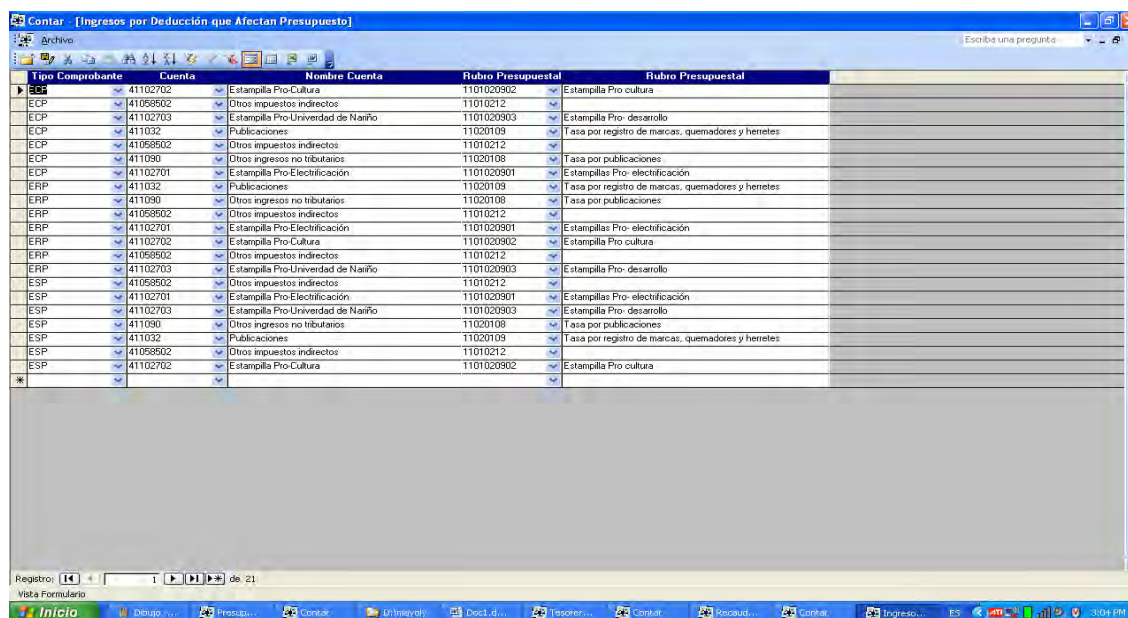 Contar - [Ingresos por Deducción que Afectan Presupuesto]
Archivo Escriba una pregunta
Tipo Comprobante Cuenta Nombre Cuenta Rubro Presupuestal Rubro Presupuestal
ECP 41102702 Estampilla Pro-Cultura 1101020902 Estampilla Pro cultura
ECP 41058502 Otros impuestos indirectos 11010212
ECP 41102703 Estampilla Pro-Univerdad de Nariño 1101020903 Estampilla Pro- desarrollo
ECP 411032 Publicaciones 11020109 Tasa por registro de marcas, quemadores y herretes
ECP 41058502 Otros impuestos indirectos 11010212
ECP 411090 Otros ingresos no tributarios 11020108 Tasa por publicaciones
ECP 41102701 Estampilla Pro-Electrificación 1101020901 Estampillas Pro- electrificación
ERP 411032 Publicaciones 11020109 Tasa por registro de marcas, quemadores y herretes
ERP 411090 Otros ingresos no tributarios 11020108 Tasa por publicaciones
ERP 41058502 Otros impuestos indirectos 11010212
ERP 41102701 Estampilla Pro-Electrificación 1101020901 Estampillas Pro- electrificación
ERP 41102702 Estampilla Pro-Cultura 1101020902 Estampilla Pro cultura
ERP 41058502 Otros impuestos indirectos 11010212
ERP 41102703 Estampilla Pro-Univerdad de Nariño 1101020903 Estampilla Pro- desarrollo
ESP 41058502 Otros impuestos indirectos 11010212
ESP 41102701 Estampilla Pro-Electrificación 1101020901 Estampillas Pro- electrificación
ESP 41102703 Estampilla Pro-Univerdad de Nariño 1101020903 Estampilla Pro- desarrollo
ESP 411090 Otros ingresos no tributarios 11020108 Tasa por publicaciones
ESP 411032 Publicaciones 11020109 Tasa por registro de marcas, quemadores y herretes
ESP 41058502 Otros impuestos indirectos 11010212
ESP 41102702 Estampilla Pro-Cultura 1101020902 Estampilla Pro cultura
Registro: 1 de 21
Vista Formulario
Inicio Dibujo -... Presup... Contar Doc1.d... Tesorer... Contar Recaud... Contar Ingreso... ES 3:04 PM